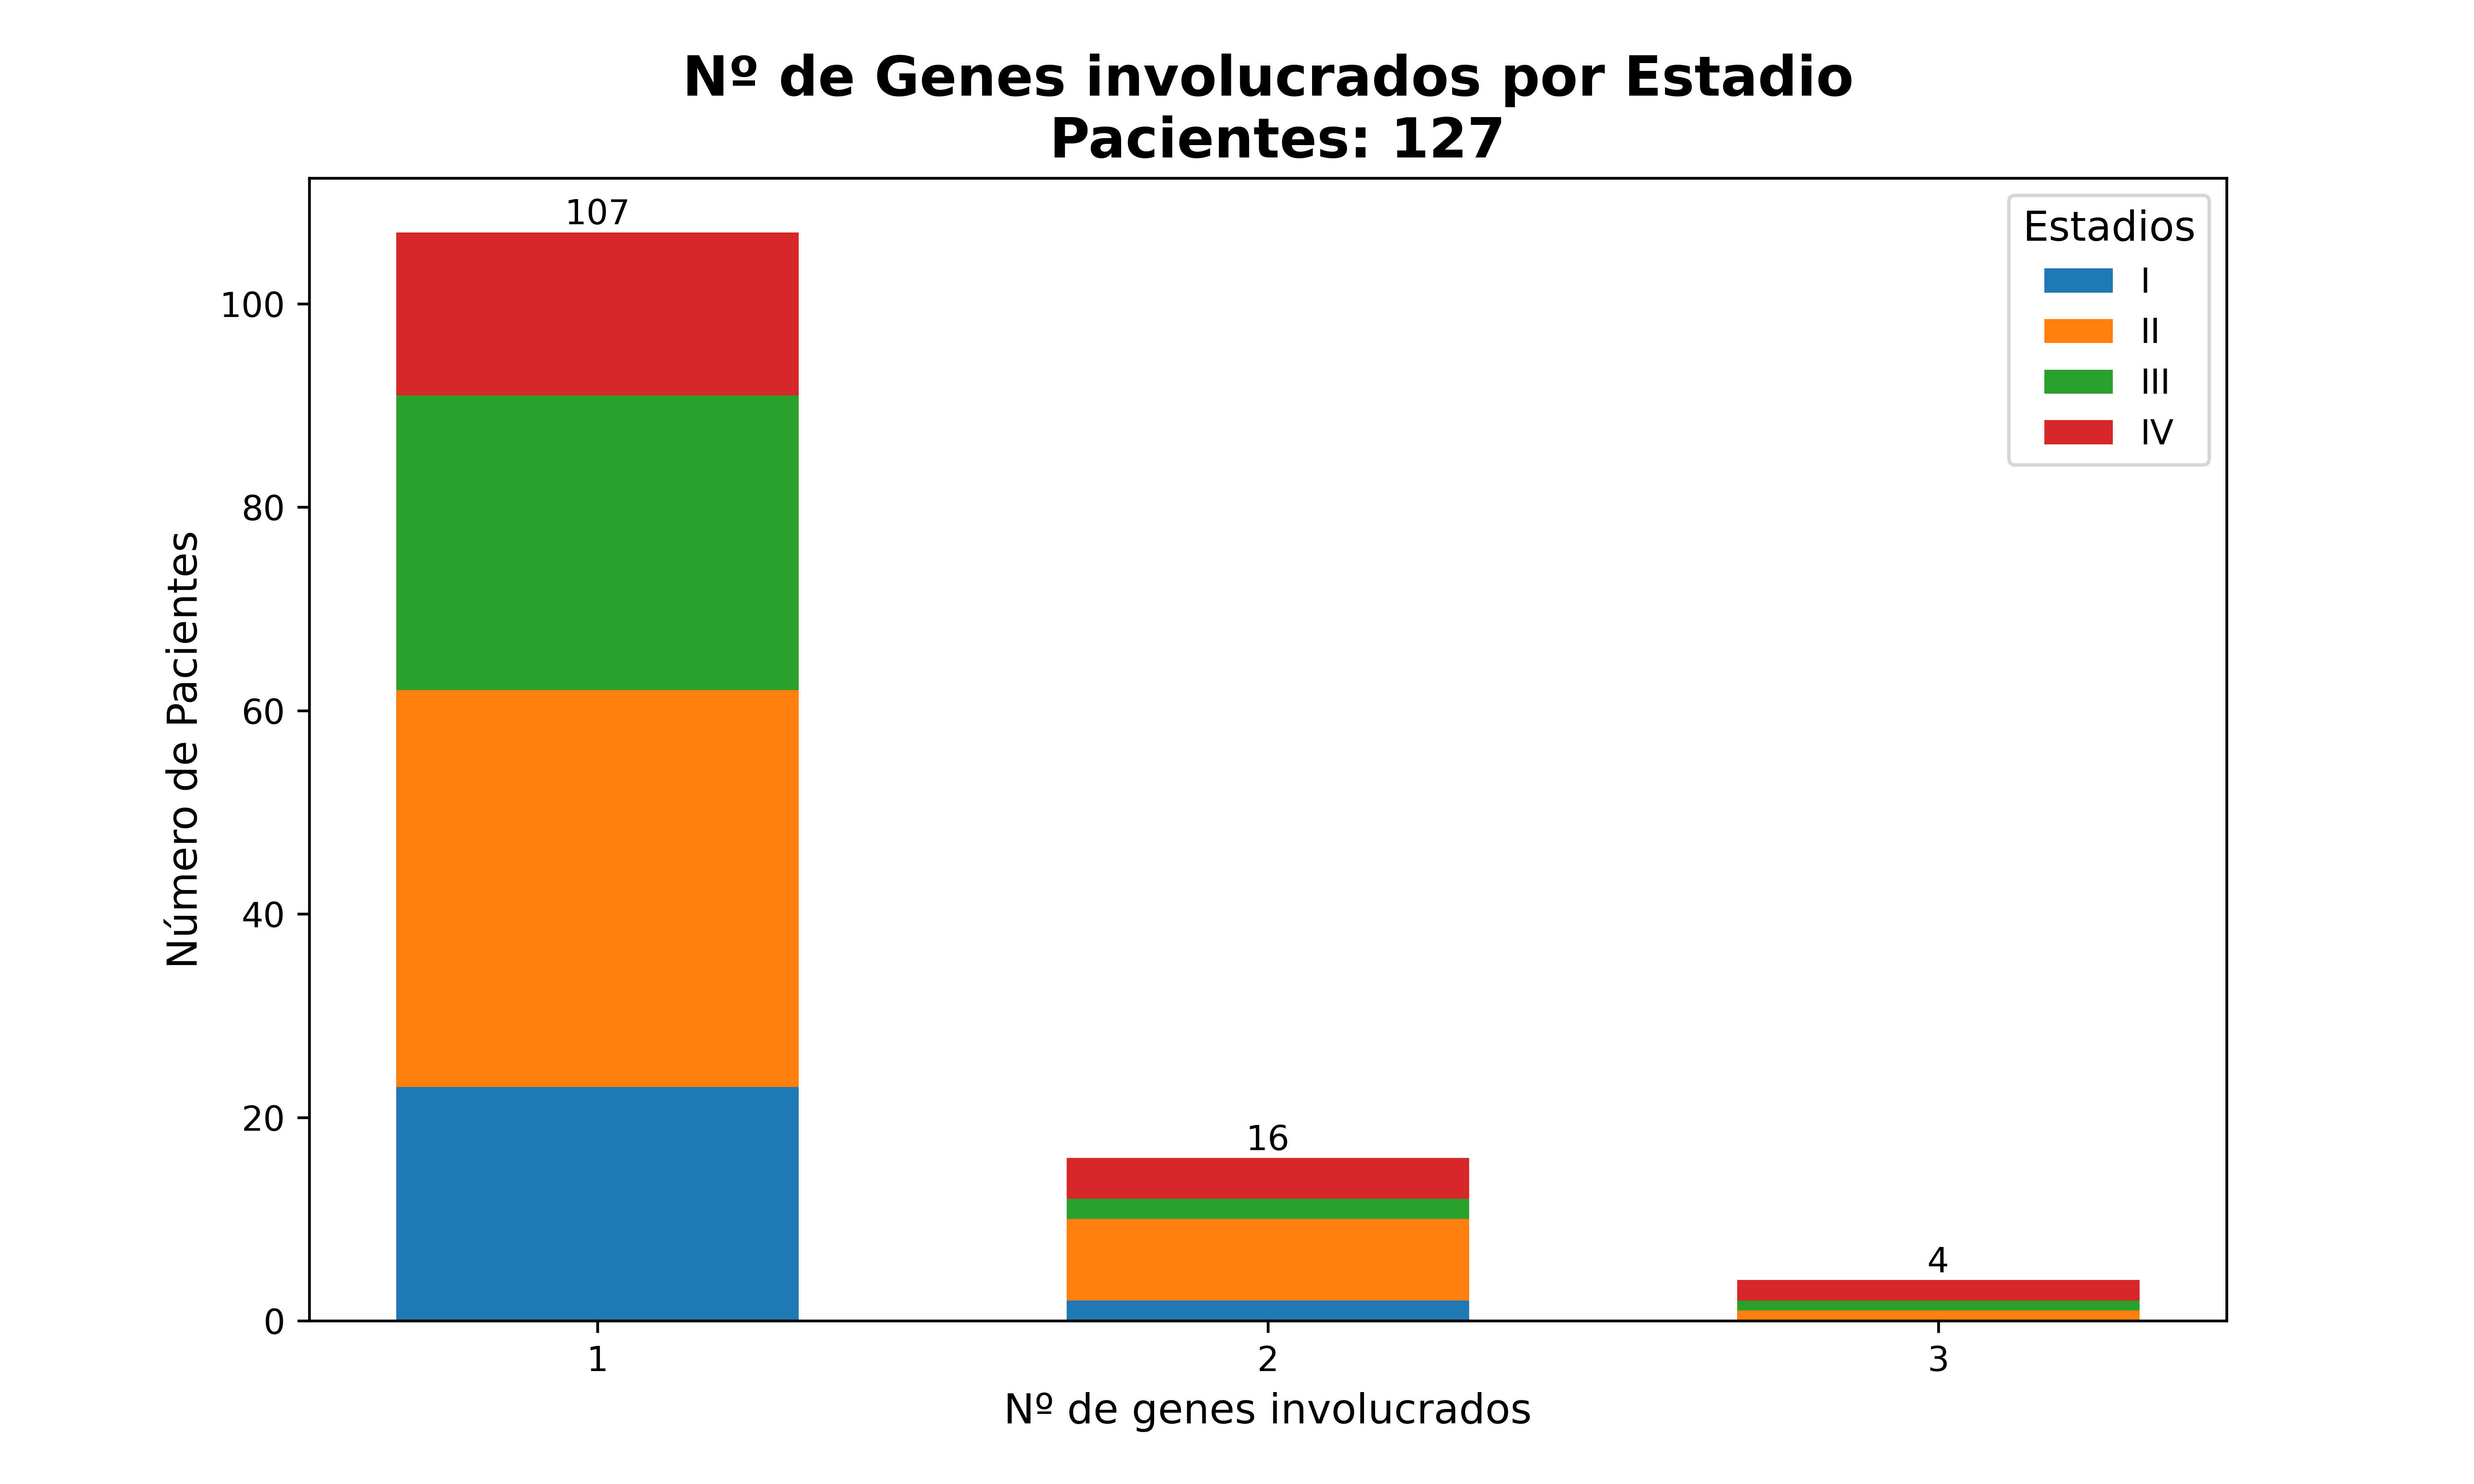 Nº de Genes involucrados por Estadio
Pacientes: 127
107
Estadios
I
II
III
IV
100
80
60
40
20
0
Número de Pacientes
16
4
1
2
3
Nº de genes involucrados